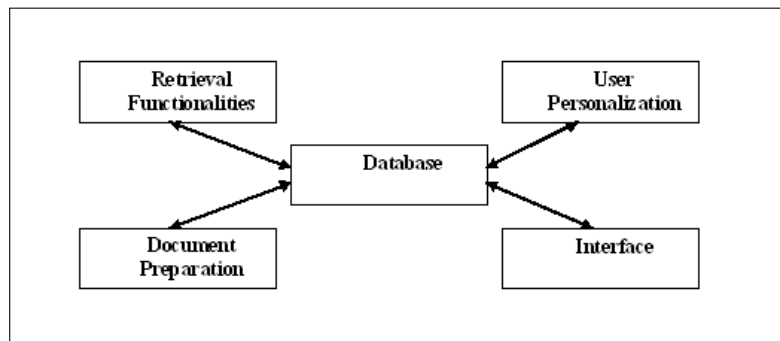 Retrieval
Functionalities
User
Personalization
Database
Document
Preparation
Interface